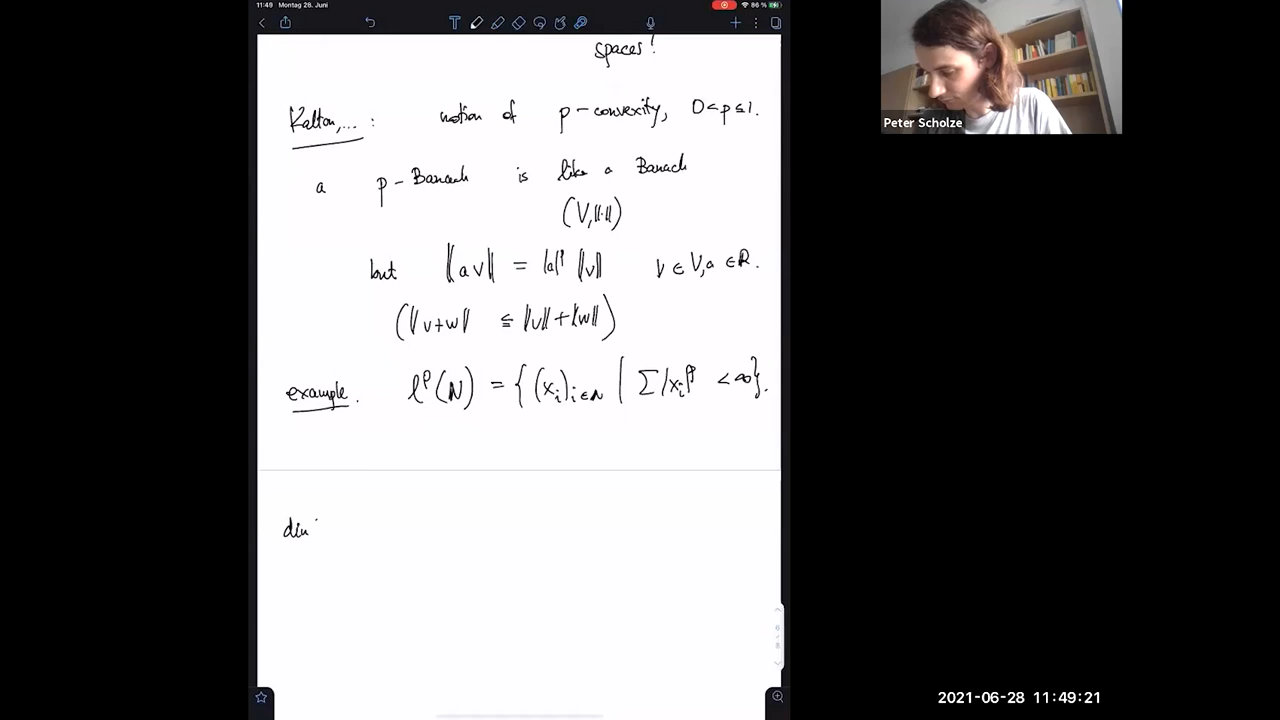 11:49 Montag 28. Juni
86 %
spaces!
Kalton,... : notion of p-convexity, 0<p≤1.
a p-Banach is like a Banach
(V,||·||)
but ||av|| = |a|^p ||v|| v ∈ V, a ∈ R.
(||v+w|| ≤ ||v||+||w||)
example. l^p(N) = { (x_i)_{i∈N} | Σ|x_i|^p <∞}.
Peter Scholze
2021-06-28 11:49:21